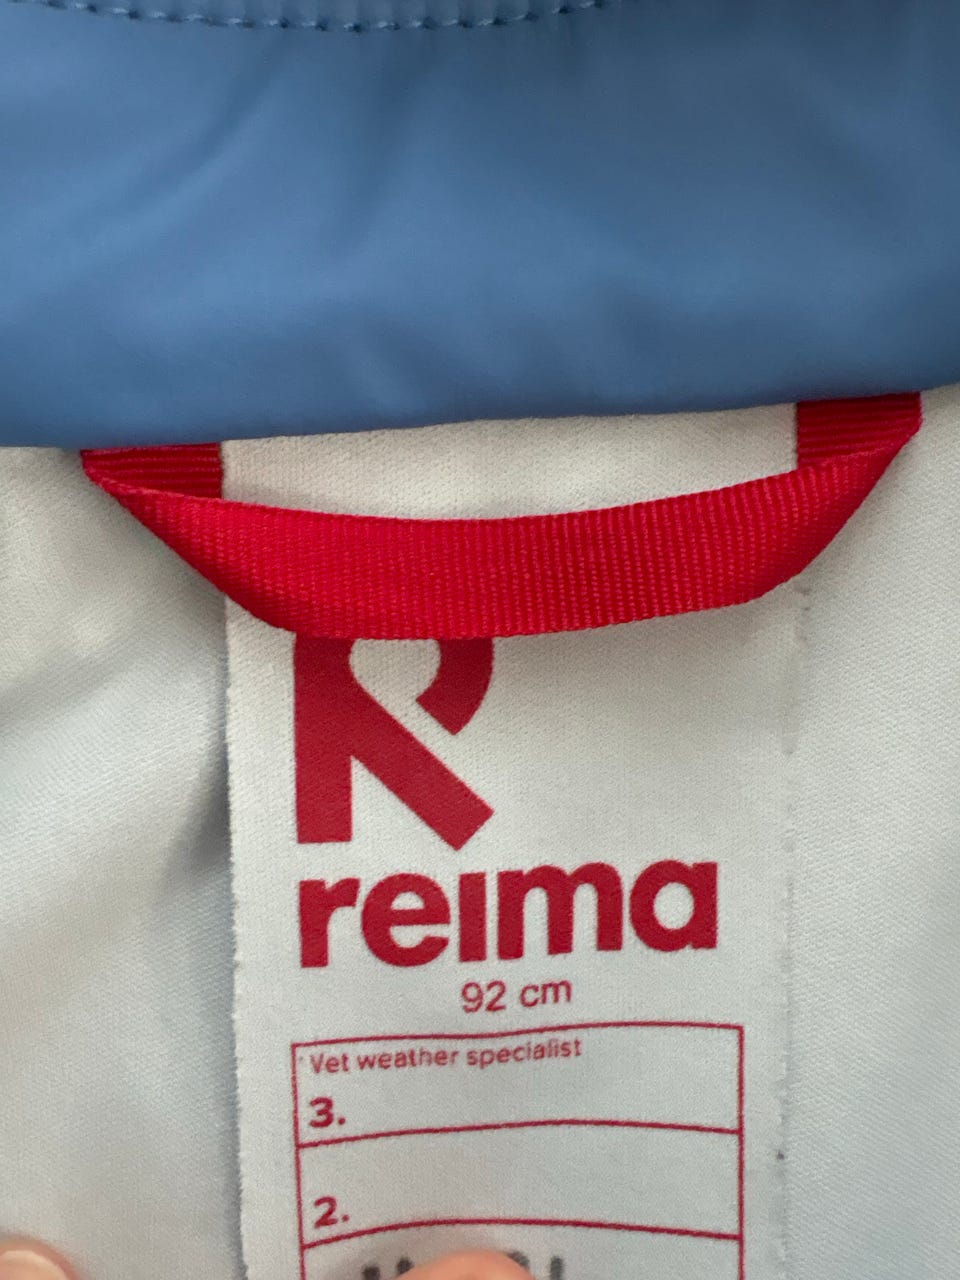 R
reima
92 cm
Vet weather specialist
3.
2.